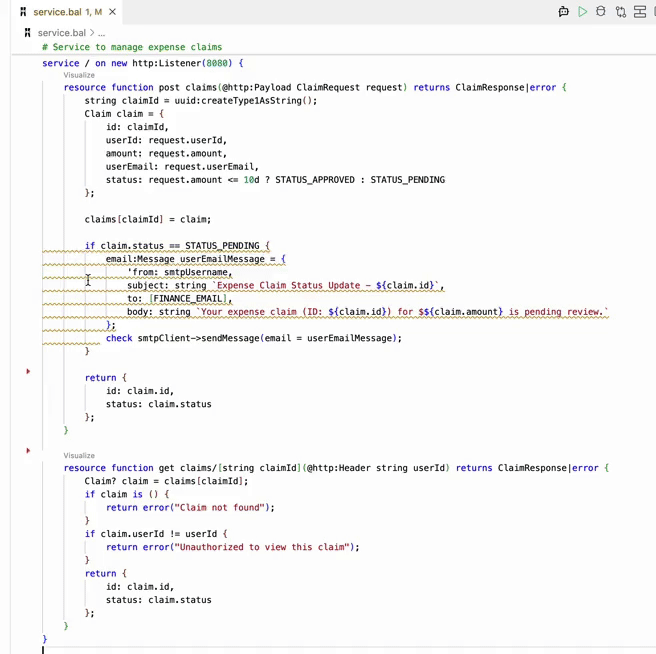 service.bal 1, M
service.bal > ...
# Service to manage expense claims
service / on new http:Listener(8080) {
Visualize
resource function post claims(@http:Payload ClaimRequest request) returns ClaimResponse|error {
string claimId = uuid:createType1AsString();
Claim claim = {
id: claimId,
userId: request.userId,
amount: request.amount,
userEmail: request.userEmail,
status: request.amount <= 10d ? STATUS_APPROVED : STATUS_PENDING
};
claims[claimId] = claim;
if claim.status == STATUS_PENDING {
email:Message userEmailMessage = {
'from: smtpUsername,
subject: string `Expense Claim Status Update - ${claim.id}`,
to: [FINANCE_EMAIL],
body: string `Your expense claim (ID: ${claim.id}) for $${claim.amount} is pending review.`
};
check smtpClient->sendMessage(email = userEmailMessage);
}
return {
id: claim.id,
status: claim.status
};
}
Visualize
resource function get claims/[string claimId](@http:Header string userId) returns ClaimResponse|error {
Claim? claim = claims[claimId];
if claim is () {
return error("Claim not found");
}
if claim.userId != userId {
return error("Unauthorized to view this claim");
}
return {
id: claim.id,
status: claim.status
};
}
}